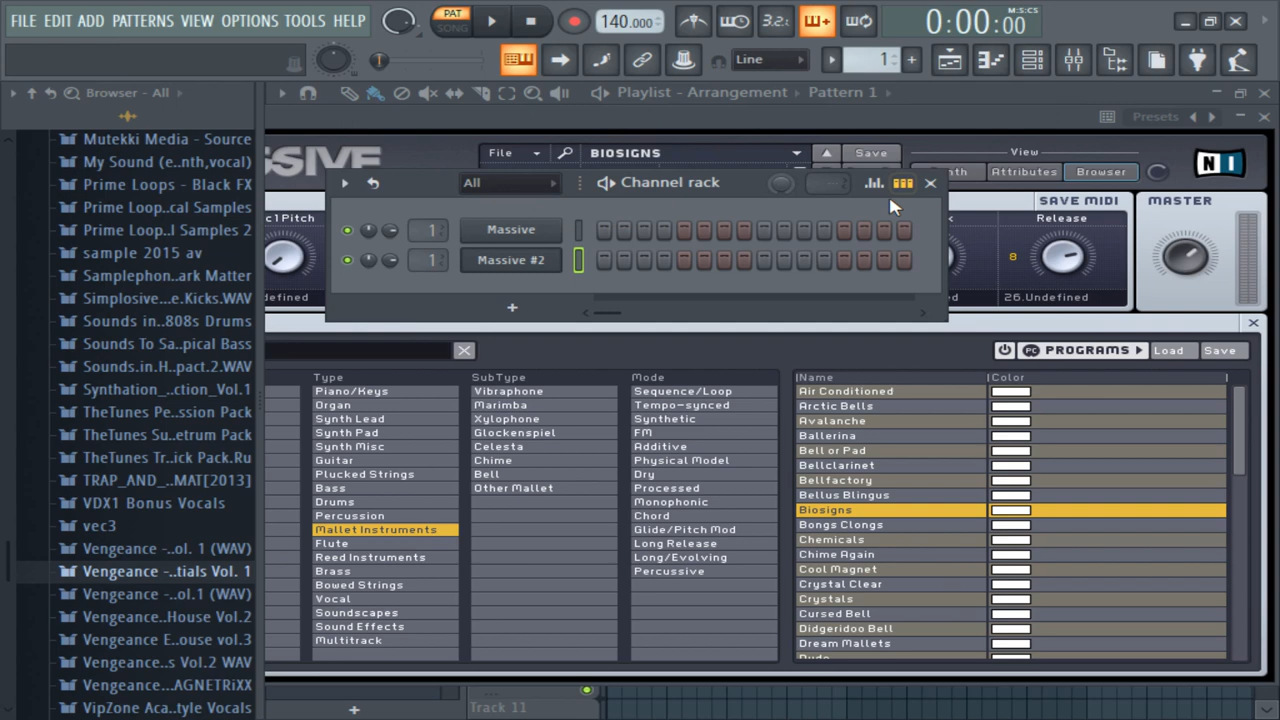 FILE EDIT ADD PATTERNS VIEW OPTIONS TOOLS HELP
PAT
SONG
140.000
3.2:
0:00:00
M:S:CS
Line
1
Browser - All
Playlist - Arrangement
Pattern 1
Presets
Mutekki Media - Source
My Sound (e..nth,vocal)
Prime Loops - Black FX
Prime Loop..cal Samples
Prime Loop..l Samples 2
sample 2015 av
Samplephon..ark Matter
Simplosive...e.Kicks.WAV
Sounds in..808s Drums
Sounds To Sa..pical Bass
Sounds.in.H..pact.2.WAV
Synthation_..ction_Vol.1
TheTunes Pe..ssion Pack
TheTunes Su..etrum Pack
TheTunes Tr..ick Pack.Ru
TRAP_AND_..MAT[2013]
VDX1 Bonus Vocals
vec3
Vengeance -..ol. 1 (WAV)
Vengeance -..tials Vol. 1
Vengeance -..ol.1 (WAV)
Vengeance..House Vol.2
Vengeance E..ouse vol.3
Vengeance..s Vol.2 WAV
Vengeance...AGNETRiXX
VipZone Aca..tyle Vocals
File
BIOSIGNS
Save
View
Attributes
Browser
NI
All
Channel rack
1
Massive
1
Massive #2
+
Pitch
SAVE MIDI
Release
8
26.Undefined
MASTER
PC PROGRAMS
Load
Save
Type
Piano/Keys
Organ
Synth Lead
Synth Pad
Synth Misc
Guitar
Plucked Strings
Bass
Drums
Percussion
Mallet Instruments
Flute
Reed Instruments
Brass
Bowed Strings
Vocal
Soundscapes
Sound Effects
Multitrack
SubType
Vibraphone
Marimba
Xylophone
Glockenspiel
Celesta
Chime
Bell
Other Mallet
Mode
Sequence/Loop
Tempo-synced
Synthetic
FM
Additive
Physical Model
Dry
Processed
Monophonic
Chord
Glide/Pitch Mod
Long Release
Long/Evolving
Percussive
Name
Color
Air Conditioned
Arctic Bells
Avalanche
Ballerina
Bell or Pad
Bellclarinet
Bellfactory
Bellus Blingus
Biosigns
Bongs Clongs
Chemicals
Chime Again
Cool Magnet
Crystal Clear
Crystals
Cursed Bell
Didgeridoo Bell
Dream Mallets
+
Track 11